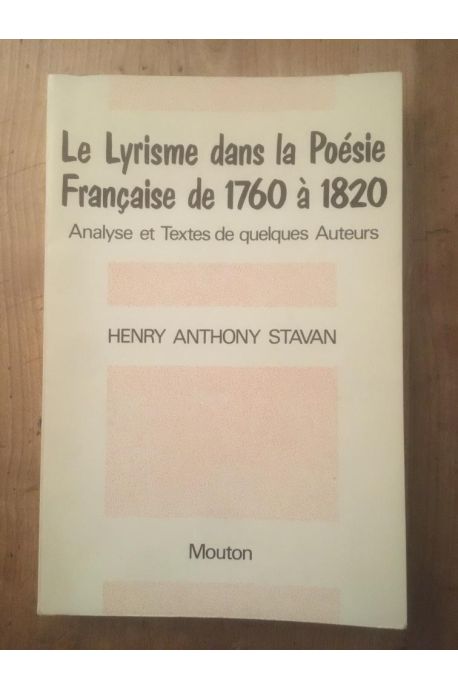 Le Lyrisme dans la Poésie
Française de 1760 à 1820
Analyse et Textes de quelques Auteurs
HENRY ANTHONY STAVAN
Mouton